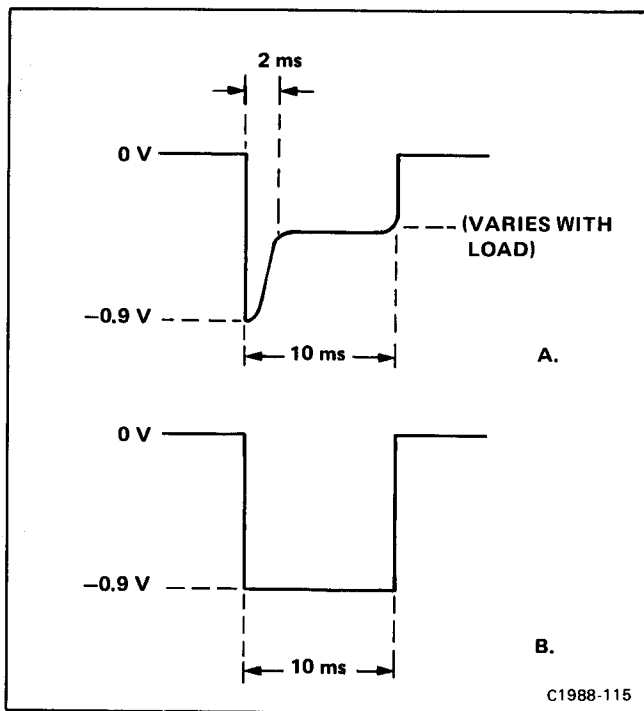 2 ms
0 V
(VARIES WITH
LOAD)
−0.9 V
10 ms
A.
0 V
−0.9 V
10 ms
B.
C1988-115